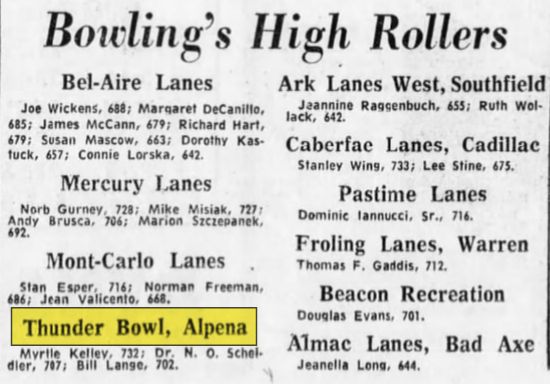 Bowling's High Rollers
Bel-Aire Lanes
Joe Wickens, 688; Margaret DeCanillo,
685; James McCann, 679; Richard Hart,
679; Susan Mascow, 663; Dorothy Kas-
tuck, 657; Connie Lorska, 642.
Mercury Lanes
Norb Gurney, 728; Mike Misiak, 727;
Andy Brusca, 706; Marion Szczepanek,
692.
Mont-Carlo Lanes
Stan Esper, 716; Norman Freeman,
686; Jean Valicento, 668.
Thunder Bowl, Alpena
Myrtle Kelley, 732; Dr. N. O. Schei-
dler, 707; Bill Lange, 702.
Ark Lanes West, Southfield
Jeannine Raggenbuch, 655; Ruth Wol-
lack, 642.
Caberfae Lanes, Cadillac
Stanley Wing, 733; Lee Stine, 675.
Pastime Lanes
Dominic Iannucci, Sr., 716.
Froling Lanes, Warren
Thomas F. Gaddis, 712.
Beacon Recreation
Douglas Evans, 701.
Almac Lanes, Bad Axe
Jeanella Long, 644.